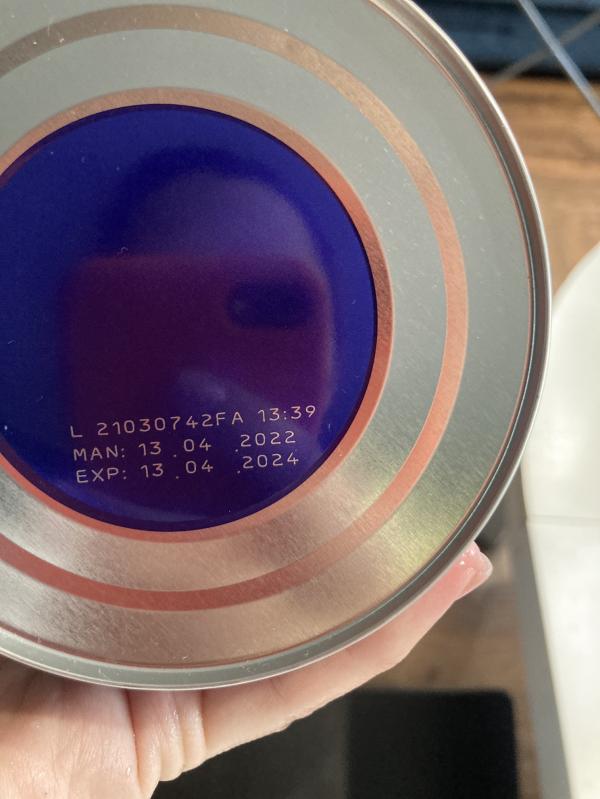 L 21030742FA 13:39
MAN: 13 .04 .2022
EXP: 13 .04 .2024